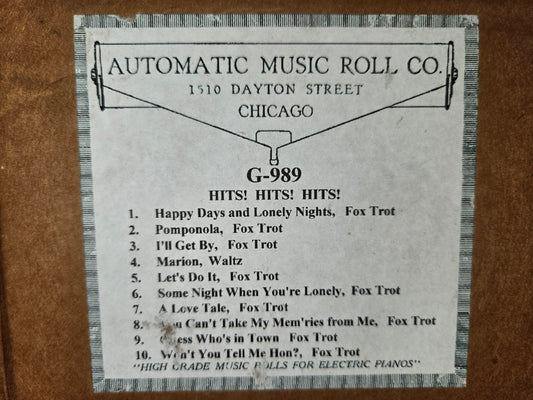 AUTOMATIC MUSIC ROLL CO.
1510 DAYTON STREET
CHICAGO
G-989
HITS! HITS! HITS!
1. Happy Days and Lonely Nights, Fox Trot
2. Pomponola, Fox Trot
3. I'll Get By, Fox Trot
4. Marion, Waltz
5. Let's Do It, Fox Trot
6. Some Night When You're Lonely, Fox Trot
7. A Love Tale, Fox Trot
8. You Can't Take My Mem'ries from Me, Fox Trot
9. Guess Who's in Town Fox Trot
10. Won't You Tell Me Hon?, Fox Trot
"HIGH GRADE MUSIC ROLLS FOR ELECTRIC PIANOS"